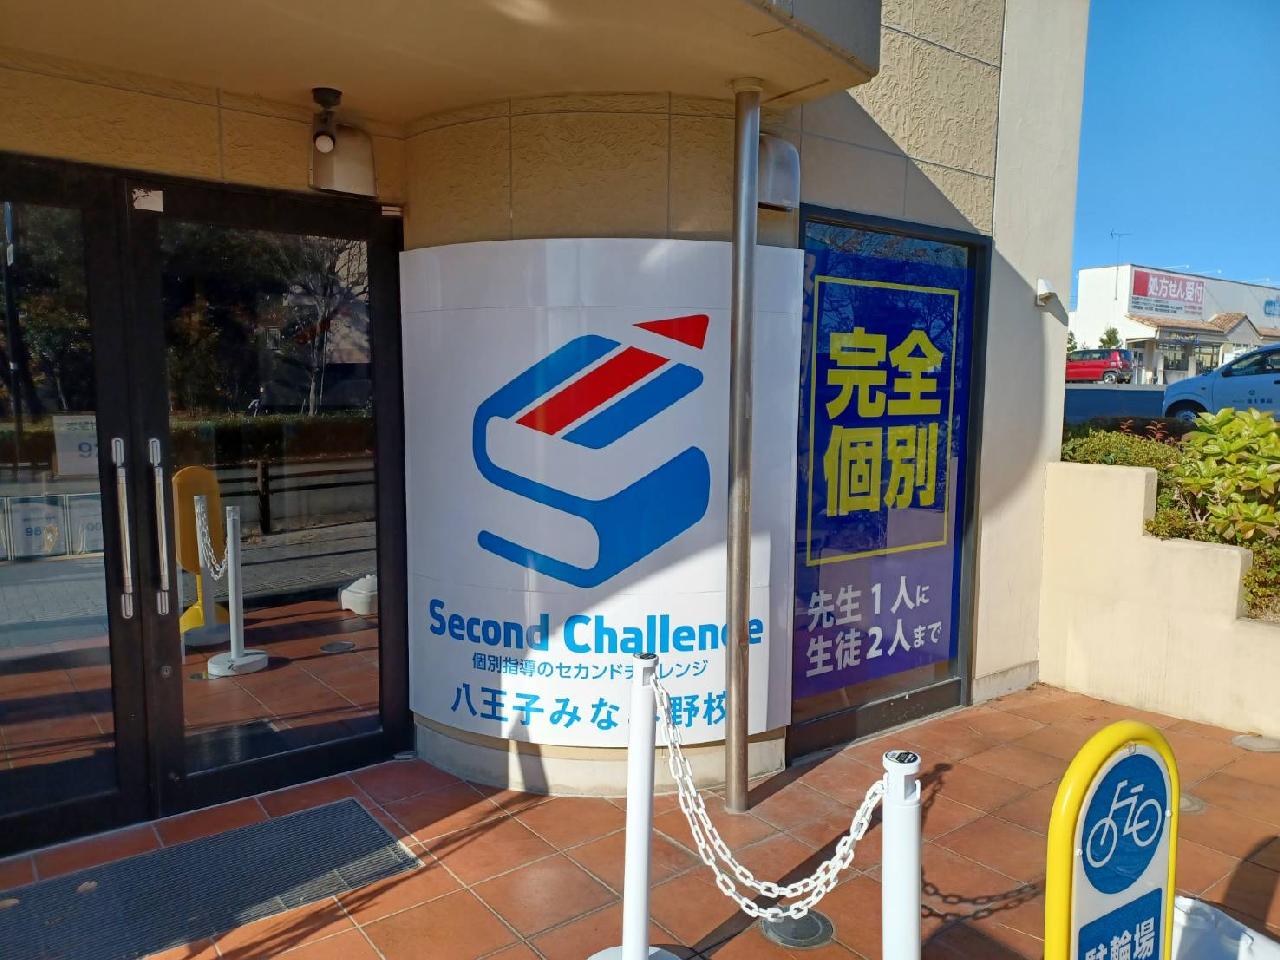 Second Challenge
個別指導のセカンドチャレンジ
八王子みなみ野校
完全
個別
先生1人に
生徒2人まで
処方せん受付
駐輪場